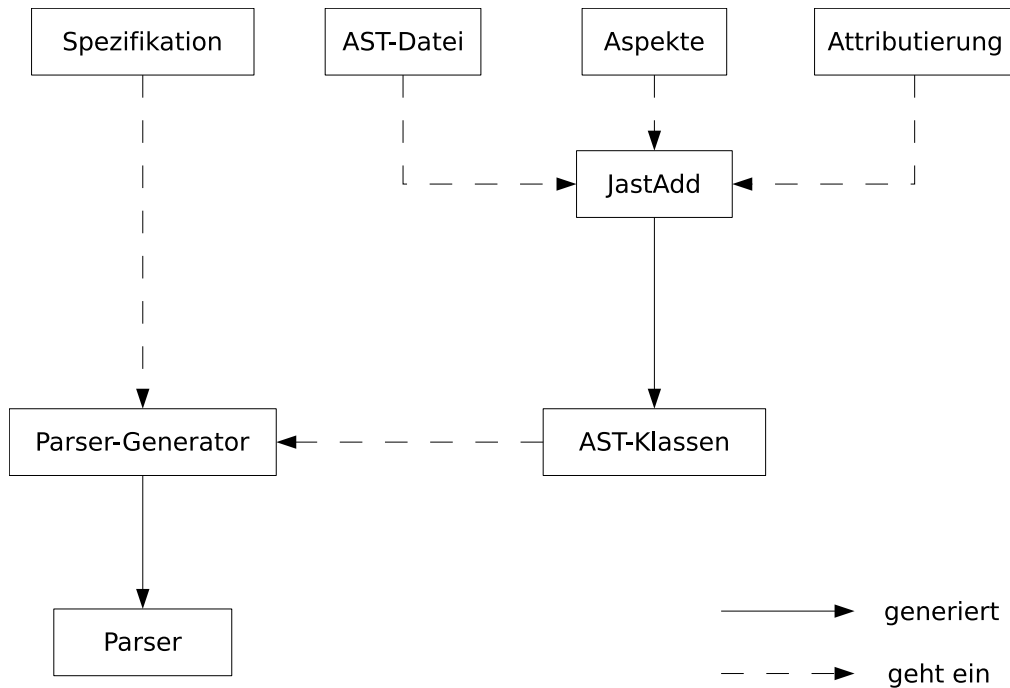 Spezifikation
AST-Datei
Aspekte
Attributierung
JastAdd
Parser-Generator
AST-Klassen
Parser
generiert
geht ein